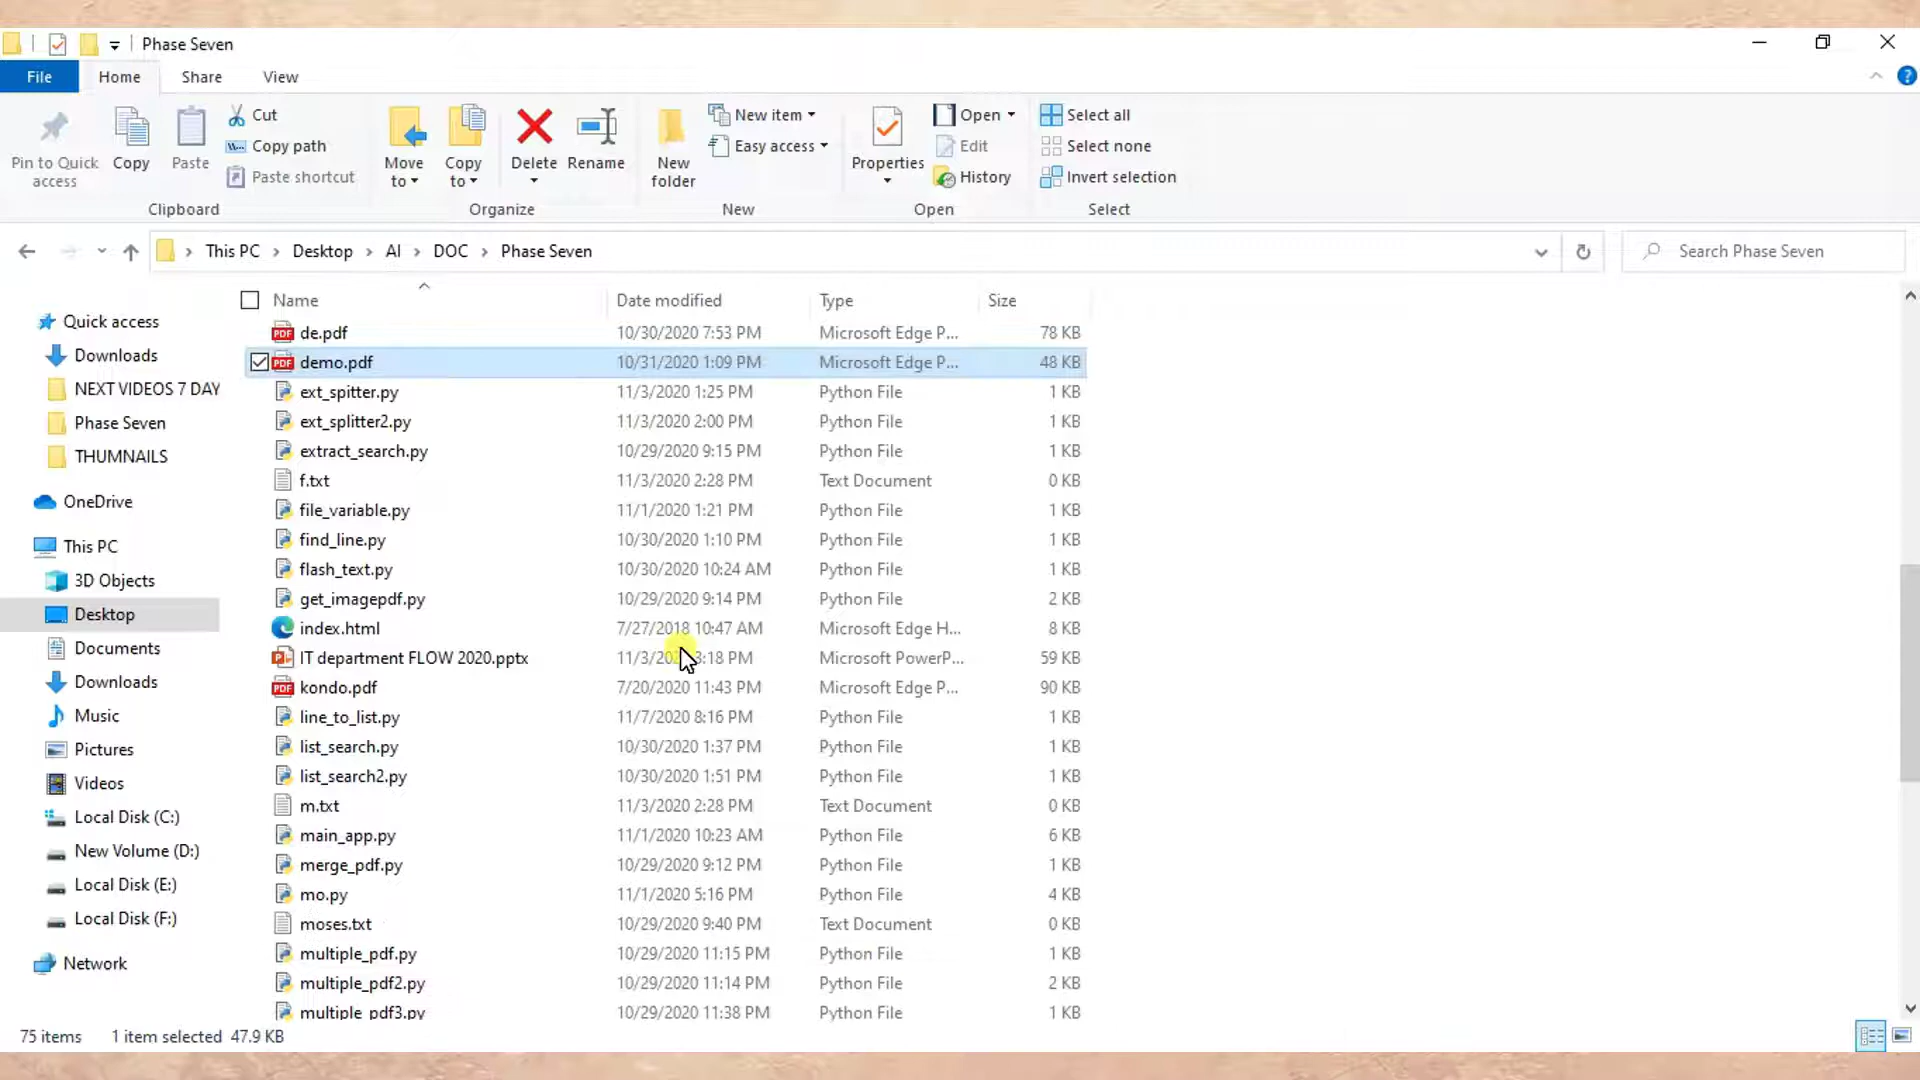 Phase Seven
File Home Share View
Pin to Quick access
Copy
Paste
Cut
Copy path
Paste shortcut
Move to
Copy to
Delete
Rename
New folder
New item
Easy access
Properties
Open
Edit
History
Select all
Select none
Invert selection
Clipboard Organize New Open Select
This PC > Desktop > AI > DOC > Phase Seven
Search Phase Seven
Name Date modified Type Size
Quick access
Downloads
NEXT VIDEOS 7 DAY
Phase Seven
THUMNAILS
OneDrive
This PC
3D Objects
Desktop
Documents
Downloads
Music
Pictures
Videos
Local Disk (C:)
New Volume (D:)
Local Disk (E:)
Local Disk (F:)
Network
de.pdf 10/30/2020 7:53 PM Microsoft Edge P... 78 KB
demo.pdf 10/31/2020 1:09 PM Microsoft Edge P... 48 KB
ext_spitter.py 11/3/2020 1:25 PM Python File 1 KB
ext_splitter2.py 11/3/2020 2:00 PM Python File 1 KB
extract_search.py 10/29/2020 9:15 PM Python File 1 KB
f.txt 11/3/2020 2:28 PM Text Document 0 KB
file_variable.py 11/1/2020 1:21 PM Python File 1 KB
find_line.py 10/30/2020 1:10 PM Python File 1 KB
flash_text.py 10/30/2020 10:24 AM Python File 1 KB
get_imagepdf.py 10/29/2020 9:14 PM Python File 2 KB
index.html 7/27/2018 10:47 AM Microsoft Edge H... 8 KB
IT department FLOW 2020.pptx PM Microsoft PowerP... 59 KB
kondo.pdf 7/20/2020 11:43 PM Microsoft Edge P... 90 KB
line_to_list.py 11/7/2020 8:16 PM Python File 1 KB
list_search.py 10/30/2020 1:37 PM Python File 1 KB
list_search2.py 10/30/2020 1:51 PM Python File 1 KB
m.txt 11/3/2020 2:28 PM Text Document 0 KB
main_app.py 11/1/2020 10:23 AM Python File 6 KB
merge_pdf.py 10/29/2020 9:12 PM Python File 1 KB
mo.py 11/1/2020 5:16 PM Python File 4 KB
moses.txt 10/29/2020 9:40 PM Text Document 0 KB
multiple_pdf.py 10/29/2020 11:15 PM Python File 1 KB
multiple_pdf2.py 10/29/2020 11:14 PM Python File 2 KB
multiple_pdf3.py 10/29/2020 11:38 PM Python File 1 KB
75 items 1 item selected 47.9 KB